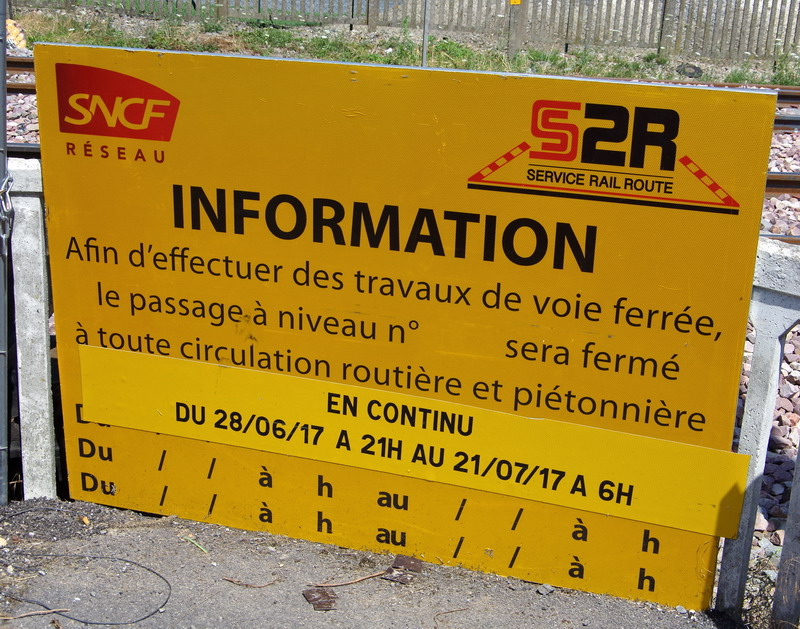 SNCF
RÉSEAU
S2R
SERVICE RAIL ROUTE
INFORMATION
Afin d'effectuer des travaux de voie ferrée,
le passage à niveau n° sera fermé
à toute circulation routière et piétonnière
EN CONTINU
DU 28/06/17 A 21H AU 21/07/17 A 6H
Du
Du / / à h au / / à h
Du / / à h au / / à h